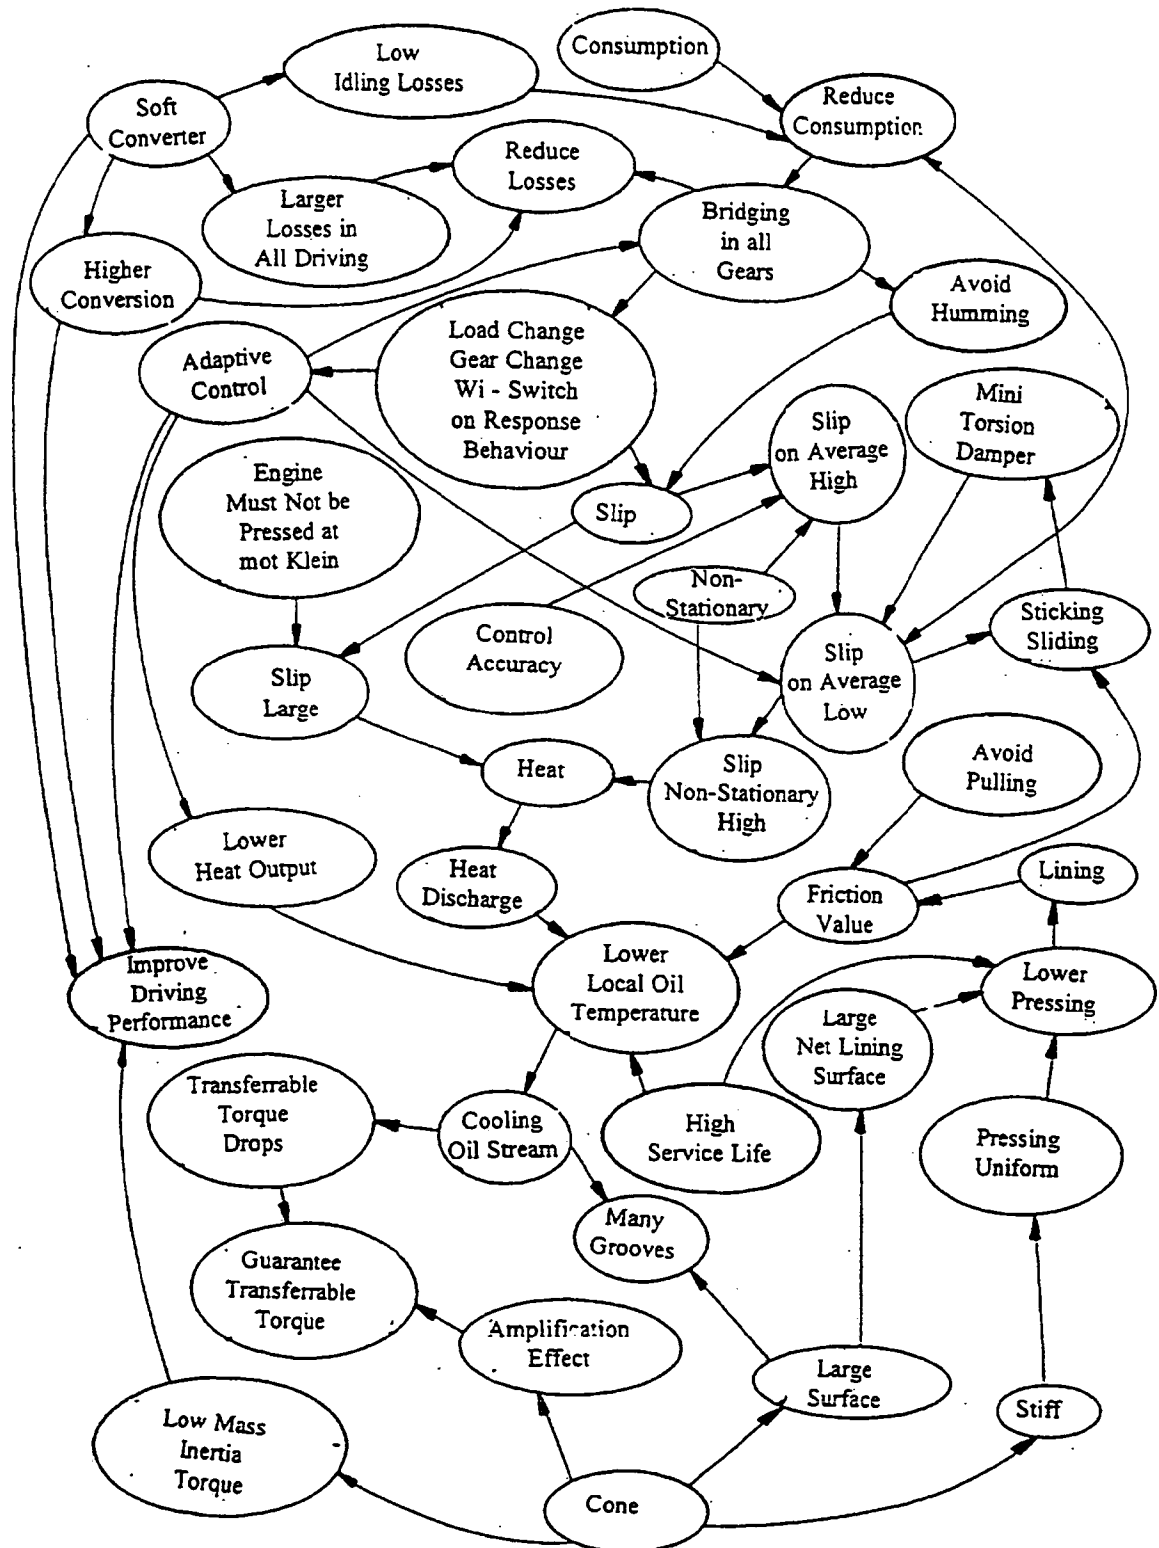 Low
Idling Losses
Consumption
Soft
Converter
Reduce
Consumption
Reduce
Losses
Larger
Losses in
All Driving
Bridging
in all
Gears
Higher
Conversion
Avoid
Humming
Adaptive
Control
Load Change
Gear Change
Wi - Switch
on Response
Behaviour
Mini
Torsion
Damper
Slip
on Average
High
Engine
Must Not be
Pressed at
mot Klein
Slip
Non-
Stationary
Control
Accuracy
Sticking
Sliding
Slip
Large
Slip
on Average
Low
Heat
Slip
Non-Stationary
High
Avoid
Pulling
Lower
Heat Output
Heat
Discharge
Friction
Value
Lining
Improve
Driving
Performance
Lower
Local Oil
Temperature
Lower
Pressing
Large
Net Lining
Surface
Transferrable
Torque
Drops
Cooling
Oil Stream
High
Service Life
Pressing
Uniform
Many
Grooves
Guarantee
Transferrable
Torque
Amplification
Effect
Large
Surface
Stiff
Low Mass
Inertia
Torque
Cone